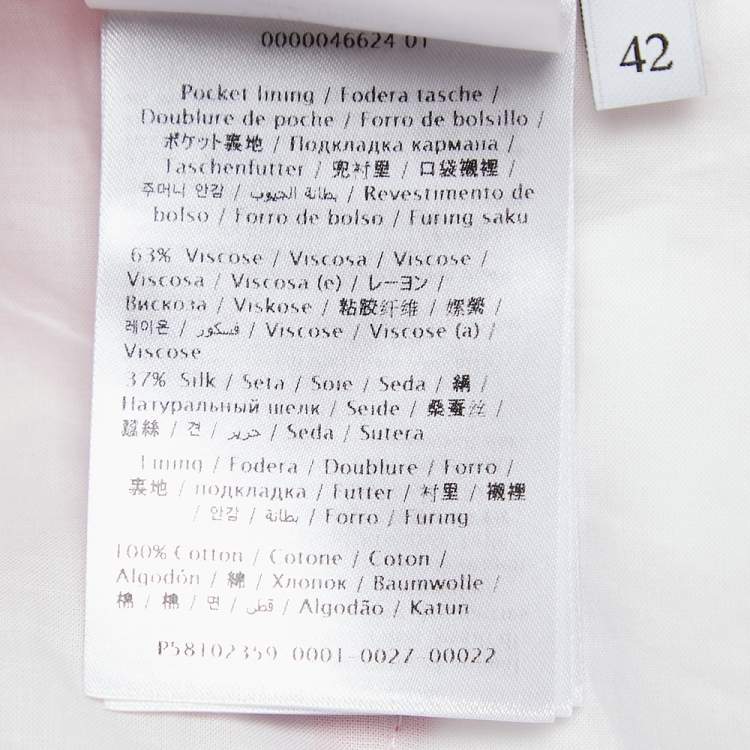 0000046624 01
42
Pocket lining / Fodera tasche /
Doublure de poche / Forro de bolsillo /
ポケット裏地 / Подкладка кармана /
Taschenfutter / 兜衬里 / 口袋襯裡 /
주머니 안감 / بطانة الجيوب / Revestimento de
bolso / Forro de bolso / Furing saku
63% Viscose / Viscosa / Viscose /
Viscosa / Viscosa (e) / レーヨン /
Вискоза / Viskose / 粘胶纤维 / 嫘縈 /
레이온 / فسكور / Viscose / Viscose (a) /
Viscose
37% Silk / Seta / Soie / Seda / 絹 /
Натуральный шелк / Seide / 桑蚕丝 /
蠶絲 / 견 / حرير / Seda / Sutera
Lining / Fodera / Doublure / Forro /
裏地 / подкладка / Futter / 衬里 / 襯裡
/ 안감 / بطانة / Forro / Furing
100% Cotton / Cotone / Coton /
Algodón / 綿 / Хлопок / Baumwolle /
棉 / 棉 / 면 / قطن / Algodão / Katun
P58102359 0001-0027-00022